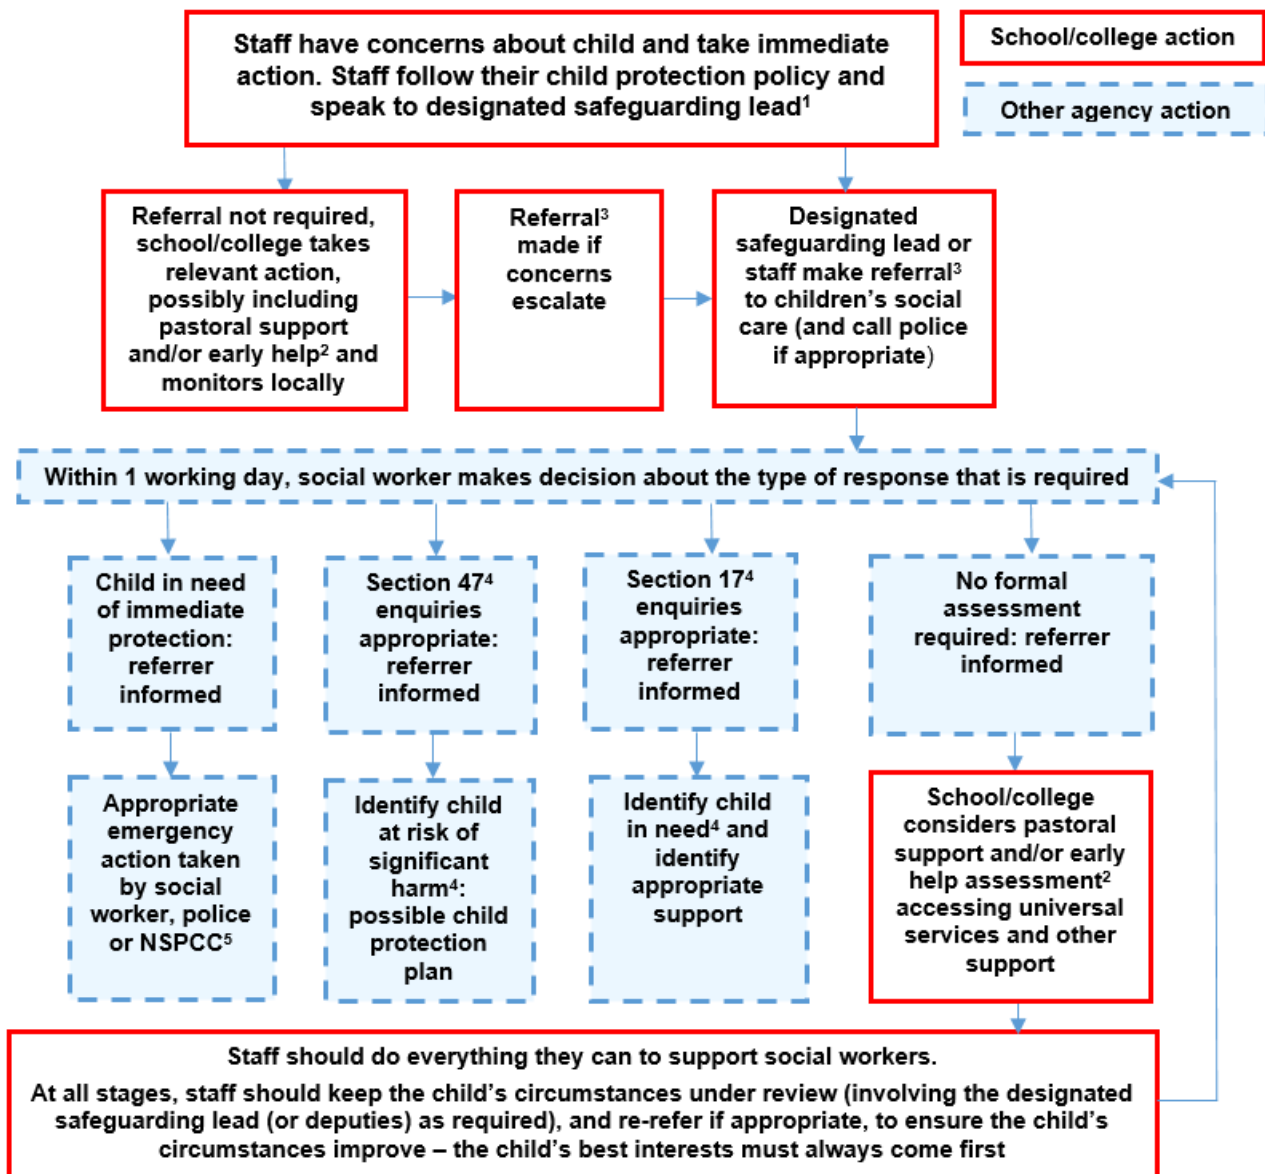 Staff have concerns about child and take immediate
action. Staff follow their child protection policy and
speak to designated safeguarding lead¹
School/college action
Other agency action
Referral not required,
school/college takes
relevant action,
possibly including
pastoral support
and/or early help² and
monitors locally
Referral³
made if
concerns
escalate
Designated
safeguarding lead or
staff make referral³
to children’s social
care (and call police
if appropriate)
Within 1 working day, social worker makes decision about the type of response that is required
Child in need
of immediate
protection:
referrer
informed
Section 47⁴
enquiries
appropriate:
referrer
informed
Section 17⁴
enquiries
appropriate:
referrer
informed
No formal
assessment
required: referrer
informed
Appropriate
emergency
action taken
by social
worker, police
or NSPCC⁵
Identify child
at risk of
significant
harm⁴:
possible child
protection
plan
Identify child
in need⁴ and
identify
appropriate
support
School/college
considers pastoral
support and/or early
help assessment²
accessing universal
services and other
support
Staff should do everything they can to support social workers.
At all stages, staff should keep the child’s circumstances under review (involving the designated
safeguarding lead (or deputies) as required), and re-refer if appropriate, to ensure the child’s
circumstances improve – the child’s best interests must always come first